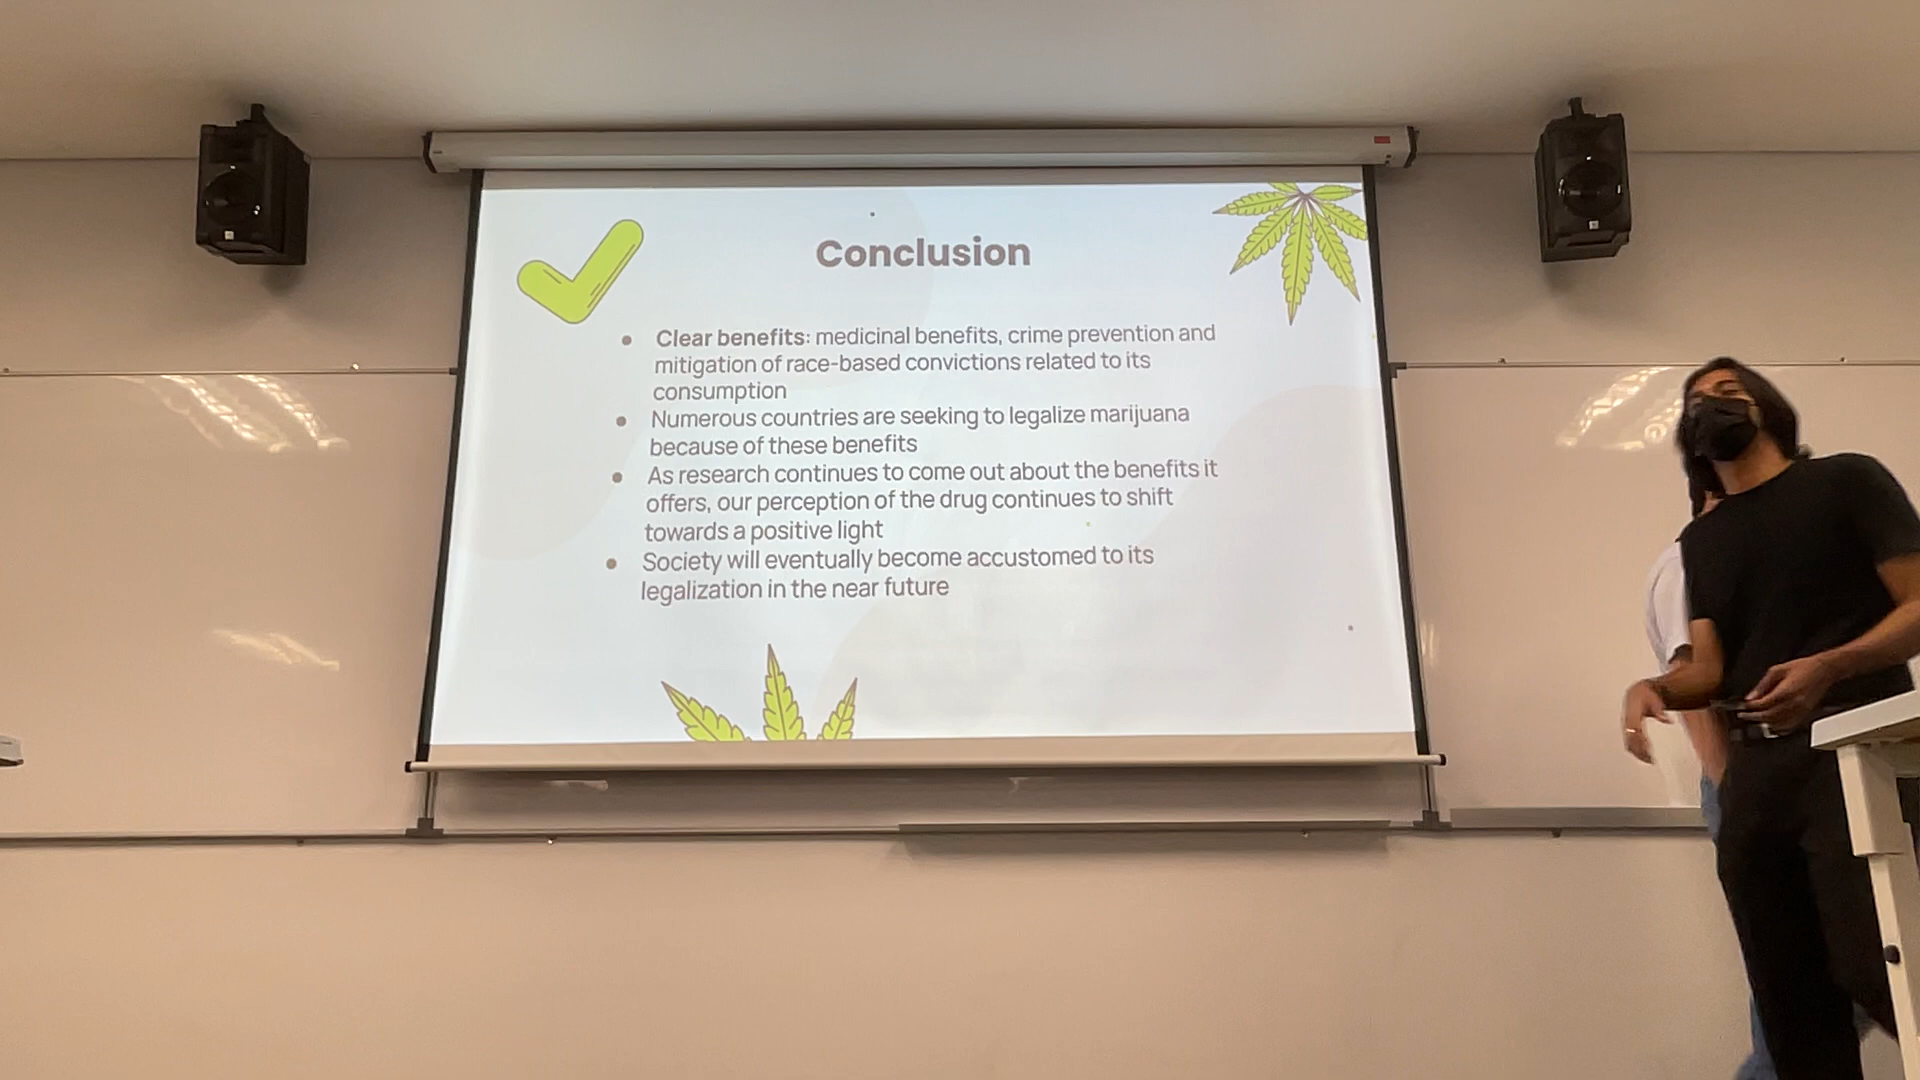 Conclusion
Clear benefits: medicinal benefits, crime prevention and
mitigation of race-based convictions related to its
consumption
Numerous countries are seeking to legalize marijuana
because of these benefits
As research continues to come out about the benefits it
offers, our perception of the drug continues to shift
towards a positive light
Society will eventually become accustomed to its
legalization in the near future